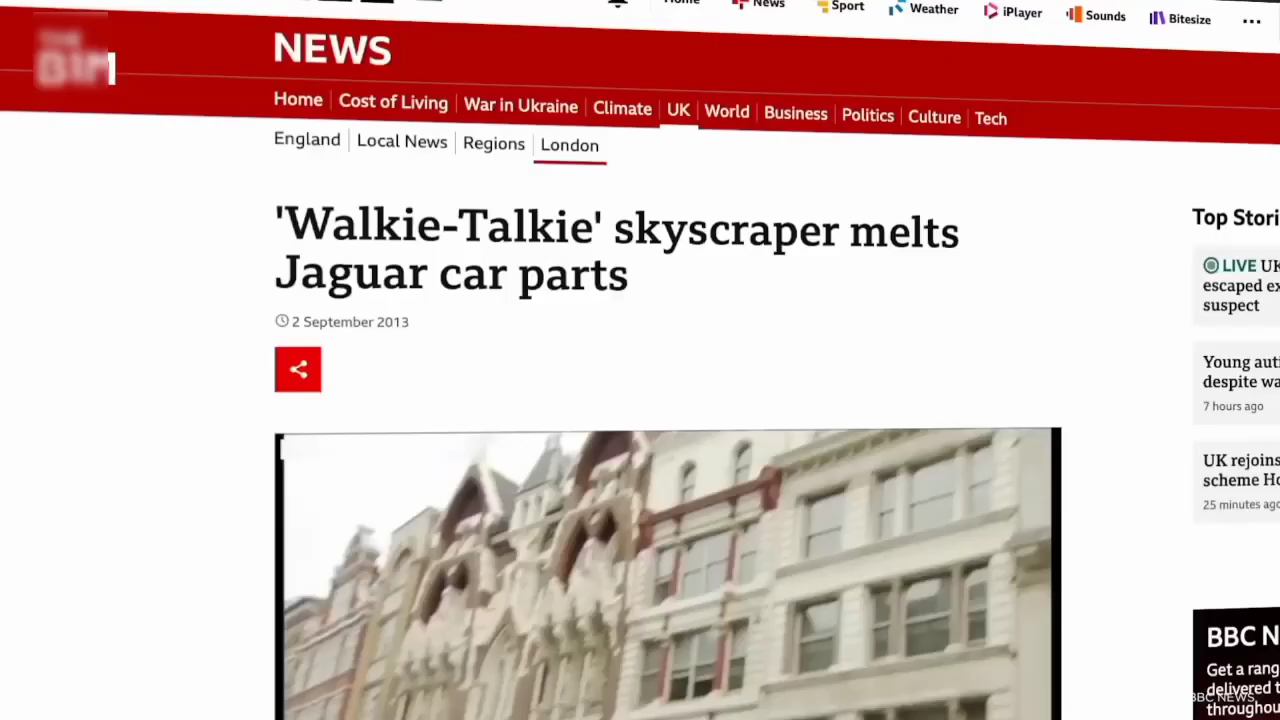 Home
News
Sport
Weather
iPlayer
Sounds
Bitesize
NEWS
Home
Cost of Living
War in Ukraine
Climate
UK
World
Business
Politics
Culture
Tech
England
Local News
Regions
London
'Walkie-Talkie' skyscraper melts
Jaguar car parts
2 September 2013
Top Stori
LIVE UK
escaped ex
suspect
Young auti
despite wa
7 hours ago
UK rejoins
scheme Ho
25 minutes ago
BBC N
Get a rang
delivered t
throughou
BBC NEWS